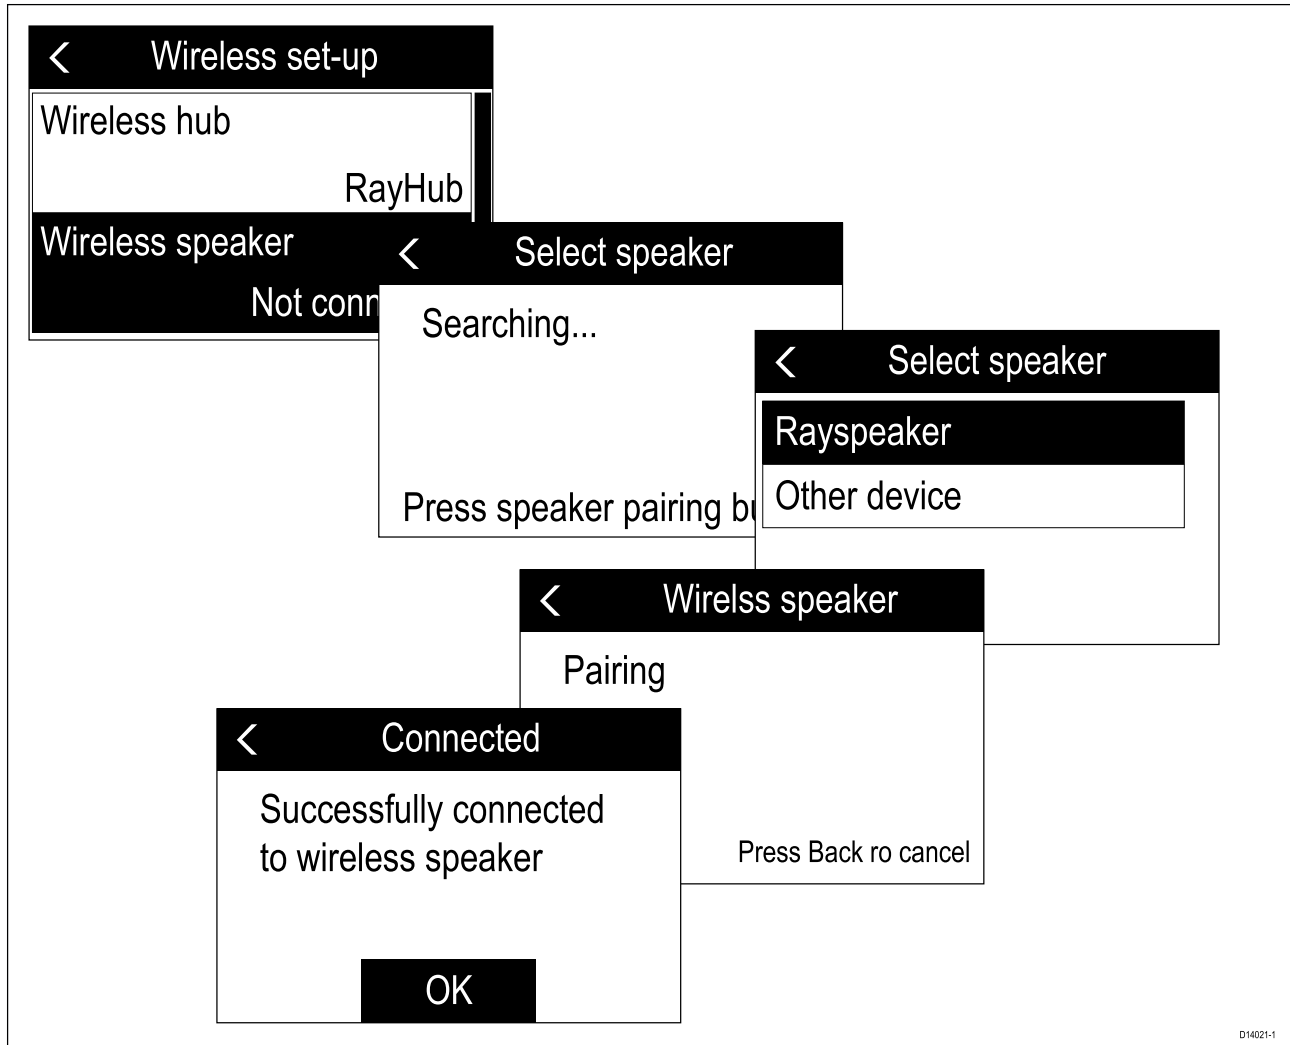 Wireless set-up
Wireless hub
RayHub
Wireless speaker
Not conn
Select speaker
Searching...
Press speaker pairing bu
Select speaker
Rayspeaker
Other device
Wirelss speaker
Pairing
Press Back ro cancel
Connected
Successfully connected
to wireless speaker
OK
D14021-1